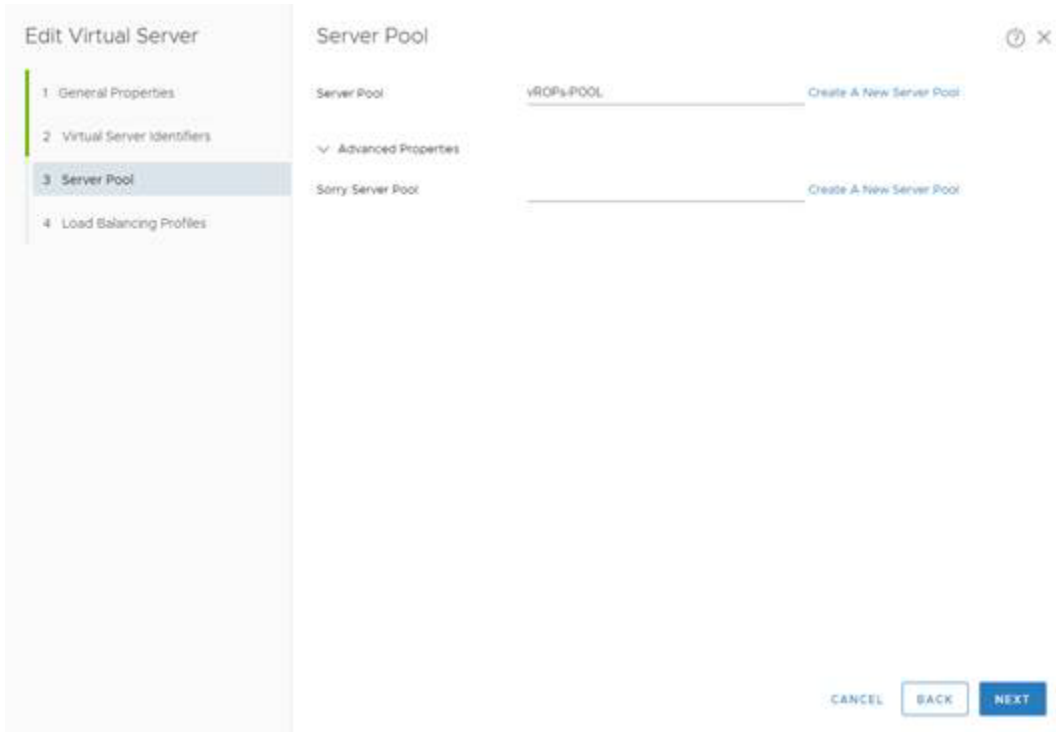 Edit Virtual Server
1 General Properties
2 Virtual Server Identifiers
3 Server Pool
4 Load Balancing Profiles
Server Pool
Server Pool
vROPs-POOL
Create A New Server Pool
Advanced Properties
Sorry Server Pool
Create A New Server Pool
CANCEL
BACK
NEXT